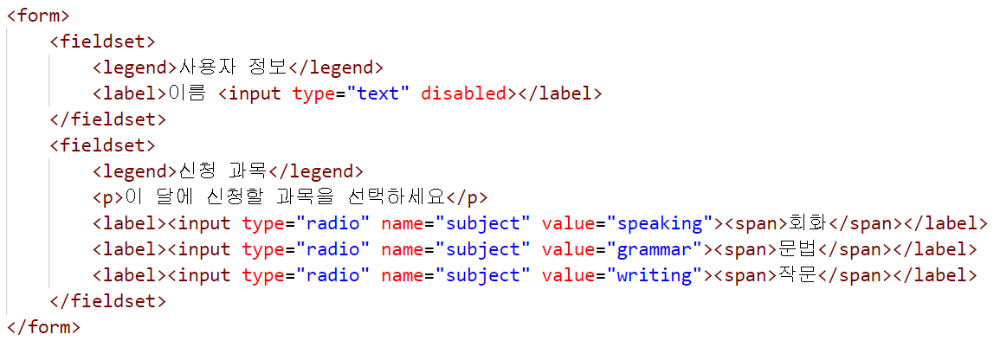 <form>
<fieldset>
<legend>사용자 정보</legend>
<label>이름 <input type="text" disabled></label>
</fieldset>
<fieldset>
<legend>신청 과목</legend>
<p>이 달에 신청할 과목을 선택하세요</p>
<label><input type="radio" name="subject" value="speaking"><span>회화</span></label>
<label><input type="radio" name="subject" value="grammar"><span>문법</span></label>
<label><input type="radio" name="subject" value="writing"><span>작문</span></label>
</fieldset>
</form>